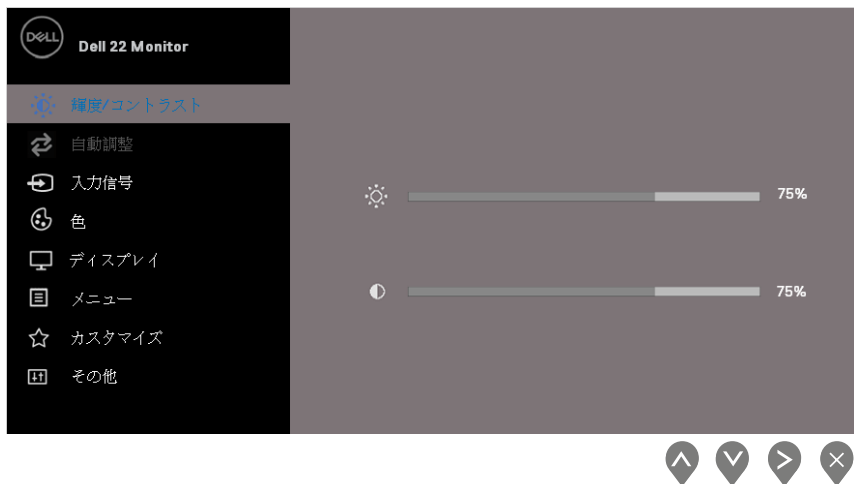 DELL
Dell 22 Monitor
輝度/コントラスト
自動調整
入力信号
75%
色
ディスプレイ
メニュー
75%
カスタマイズ
その他